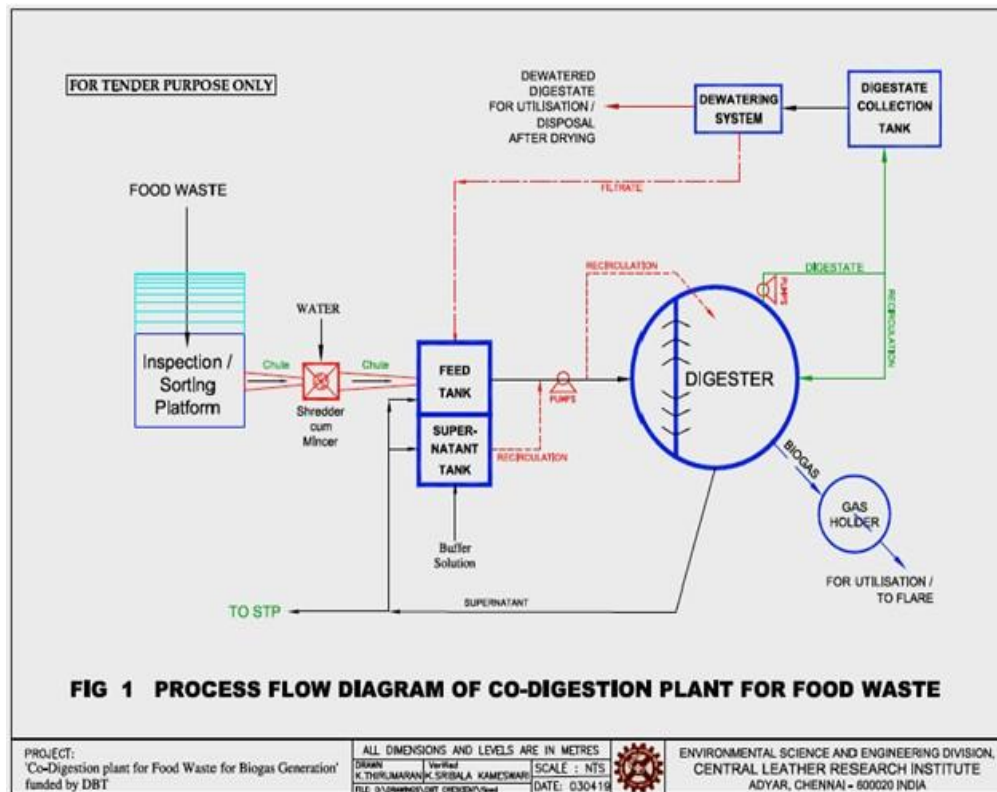 FOR TENDER PURPOSE ONLY
DEWATERED
DIGESTATE
FOR UTILISATION /
DISPOSAL
AFTER DRYING
DEWATERING
SYSTEM
DIGESTATE
COLLECTION
TANK
FILTRATE
FOOD WASTE
RECIRCULATION
DIGESTATE
PUMPS
RECIRCULATION
WATER
Inspection /
Sorting
Platform
Chute
Chute
Shredder
cum
Mincer
FEED
TANK
PUMPS
DIGESTER
SUPER-
NATANT
TANK
RECIRCULATION
BIOGAS
GAS
HOLDER
Buffer
Solution
FOR UTILISATION /
TO FLARE
TO STP
SUPERNATANT
FIG 1 PROCESS FLOW DIAGRAM OF CO-DIGESTION PLANT FOR FOOD WASTE
PROJECT:
'Co-Digestion plant for Food Waste for Biogas Generation'
funded by DBT
ALL DIMENSIONS AND LEVELS ARE IN METRES
DRAWN
K.THIRUMARAN
Verified
K.SRIBALA KAMESWARI
SCALE : NTS
DATE: 030419
ENVIRONMENTAL SCIENCE AND ENGINEERING DIVISION,
CENTRAL LEATHER RESEARCH INSTITUTE
ADYAR, CHENNAI - 600020 INDIA